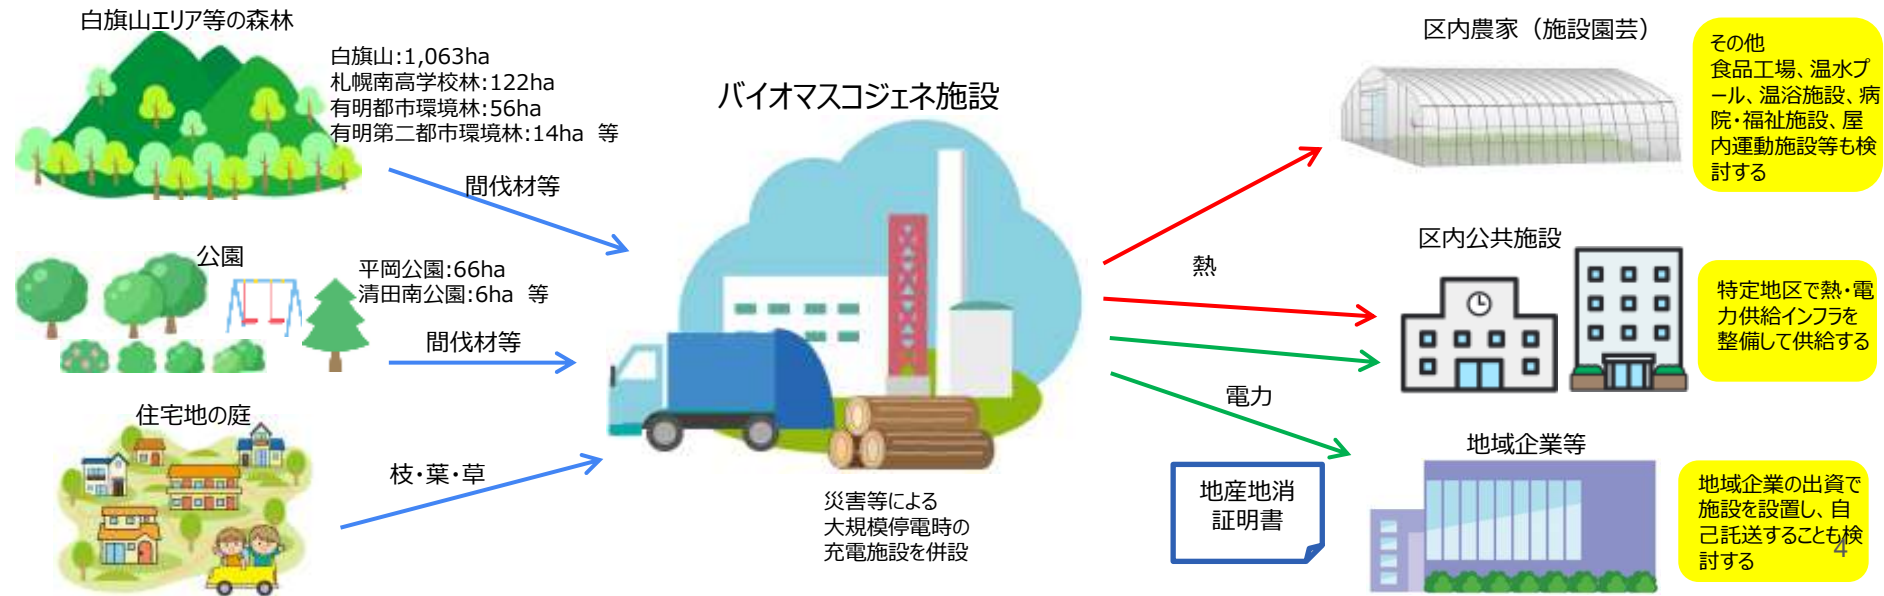 白旗山エリア等の森林
白旗山:1,063ha
札幌南高学校林:122ha
有明都市環境林:56ha
有明第二都市環境林:14ha 等
間伐材等
公園
平岡公園:66ha
清田南公園:6ha 等
間伐材等
住宅地の庭
枝・葉・草
バイオマスコジェネ施設
災害等による
大規模停電時の
充電施設を併設
熱
電力
地産地消
証明書
区内農家（施設園芸）
その他
食品工場、温水プ
ール、温浴施設、病
院・福祉施設、屋
内運動施設等も検
討する
区内公共施設
特定地区で熱・電
力供給インフラを
整備して供給する
地域企業等
地域企業の出資で
施設を設置し、自
己託送することも検
討する
4